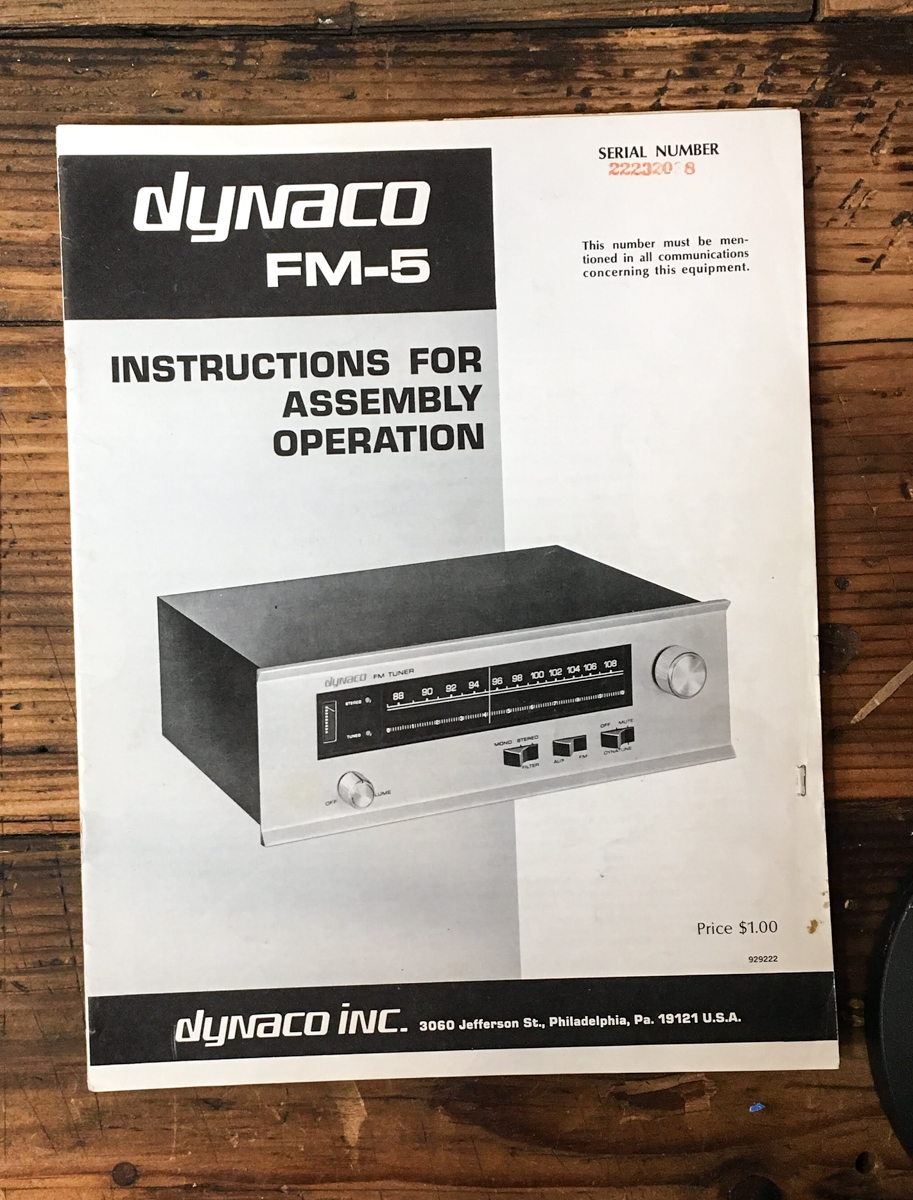 dynaco
FM-5
INSTRUCTIONS FOR
ASSEMBLY
OPERATION
SERIAL NUMBER
This number must be men-
tioned in all communications
concerning this equipment.
dynaco FM TUNER
88 90 92 94 96 98 100 102 104 106 108
STEREO
TUNED
MONO STEREO
FILTER
AUX FM
OFF MUTE
DYNATUNE
OFF
Price $1.00
929222
dynaco inc. 3060 Jefferson St., Philadelphia, Pa. 19121 U.S.A.